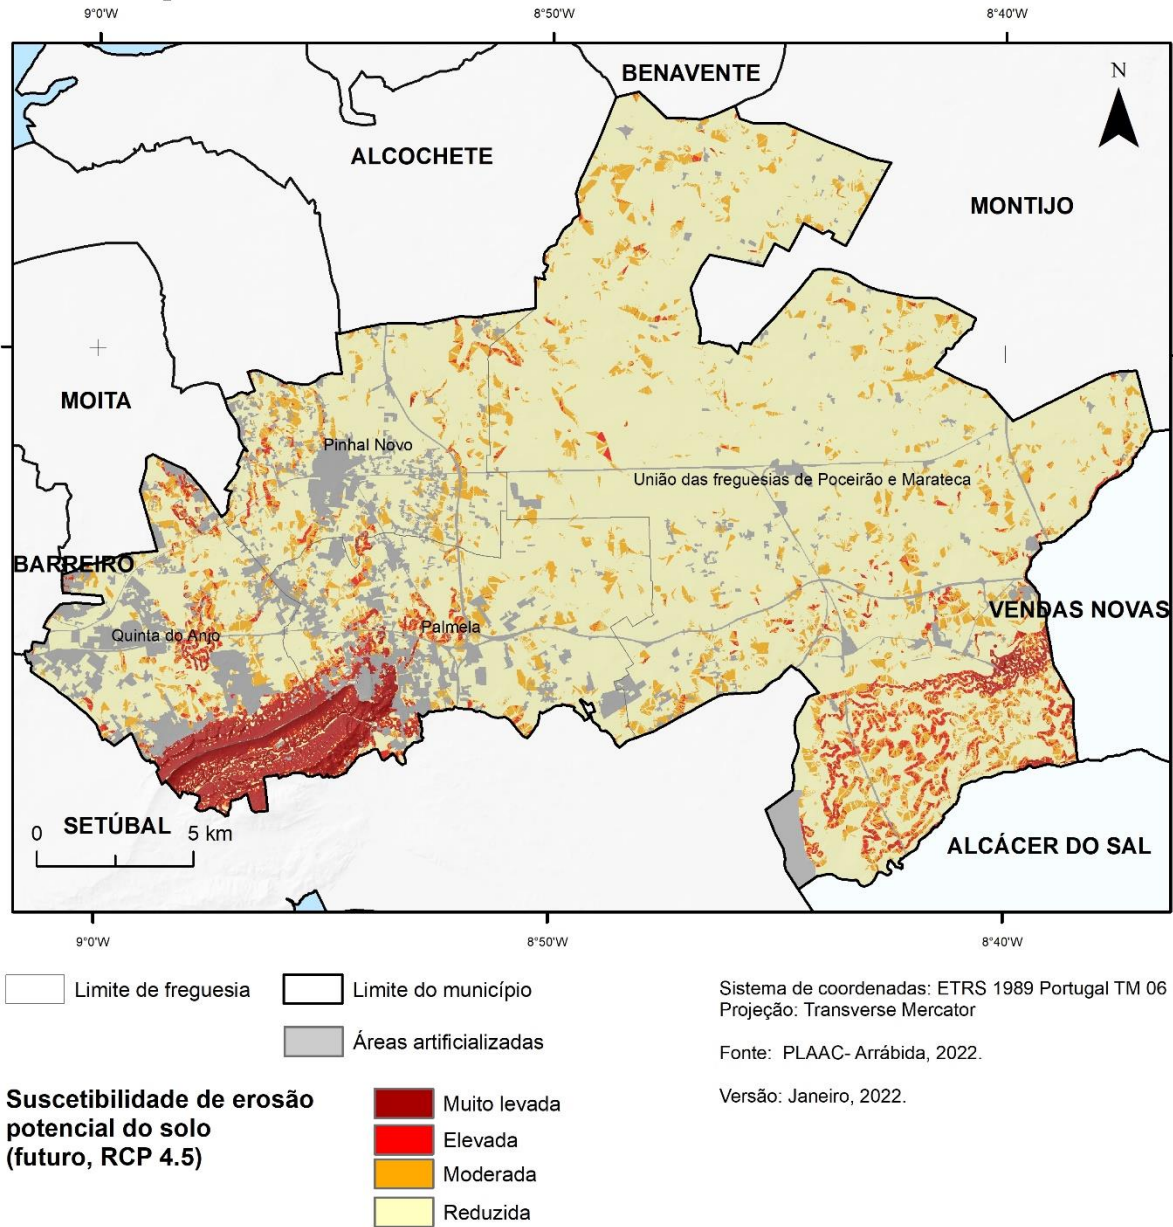 9°0'W
8°50'W
8°40'W
BENAVENTE
N
ALCOCHETE
MONTIJO
MOITA
Pinhal Novo
União das freguesias de Poceirão e Marateca
BARREIRO
VENDAS NOVAS
Quinta do Anjo
Palmela
SETÚBAL
0
5 km
ALCÁCER DO SAL
9°0'W
8°50'W
8°40'W
Limite de freguesia
Limite do município
Áreas artificializadas
Sistema de coordenadas: ETRS 1989 Portugal TM 06
Projeção: Transverse Mercator
Fonte: PLAAC- Arrábida, 2022.
Versão: Janeiro, 2022.
Suscetibilidade de erosão
potencial do solo
(futuro, RCP 4.5)
Muito levada
Elevada
Moderada
Reduzida